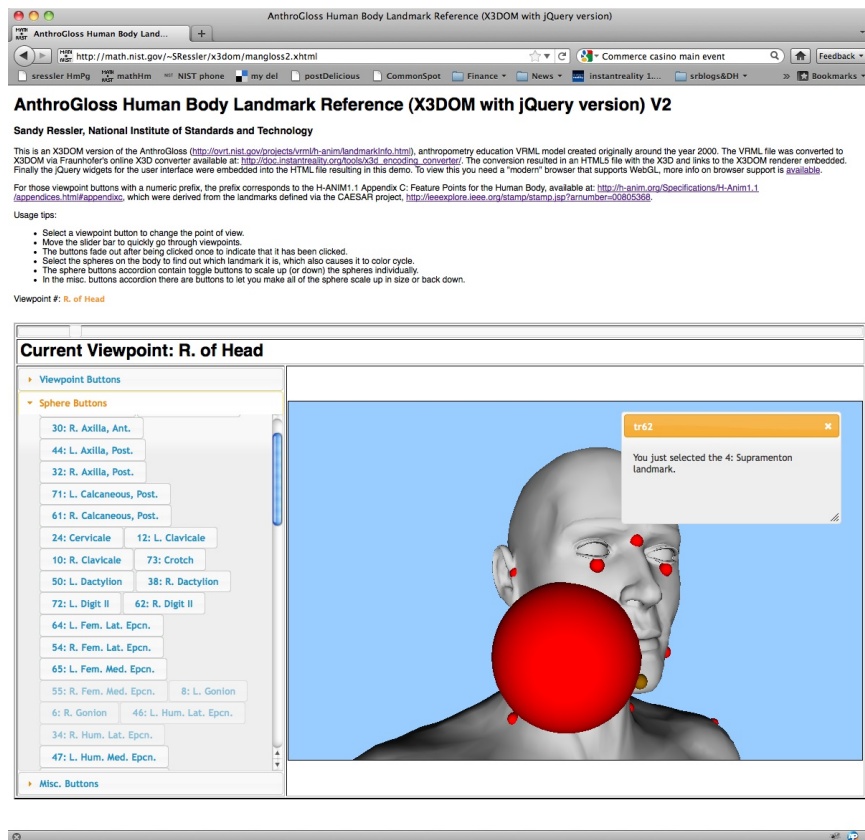 AnthroGloss Human Body Landmark Reference (X3DOM with jQuery version)
AnthroGloss Human Body Land...
http://math.nist.gov/~SRessler/x3dom/mangloss2.xhtml
Commerce casino main event
Feedback
sressler HmPg mathHm NIST phone my del postDelicious CommonSpot Finance News instantreality 1.... srblogs&DH » Bookmarks
AnthroGloss Human Body Landmark Reference (X3DOM with jQuery version) V2
Sandy Ressler, National Institute of Standards and Technology
This is an X3DOM version of the AnthroGloss (http://ovrt.nist.gov/projects/vrml/h-anim/landmarkInfo.html), anthropometry education VRML model created originally around the year 2000. The VRML file was converted to
X3DOM via Fraunhofer's online X3D converter available at: http://doc.instantreality.org/tools/x3d_encoding_converter/. The conversion resulted in an HTML5 file with the X3D and links to the X3DOM renderer embedded.
Finally the jQuery widgets for the user interface were embedded into the HTML file resulting in this demo. To view this you need a "modern" browser that supports WebGL, more info on browser support is available.
For those viewpoint buttons with a numeric prefix, the prefix corresponds to the H-ANIM1.1 Appendix C: Feature Points for the Human Body, available at: http://h-anim.org/Specifications/H-Anim1.1
/appendices.html#appendixc, which were derived from the landmarks defined via the CAESAR project, http://ieeexplore.ieee.org/stamp/stamp.jsp?arnumber=00805368.
Usage tips:
• Select a viewpoint button to change the point of view.
• Move the slider bar to quickly go through viewpoints.
• The buttons fade out after being clicked once to indicate that it has been clicked.
• Select the spheres on the body to find out which landmark it is, which also causes it to color cycle.
• The sphere buttons accordion contain toggle buttons to scale up (or down) the spheres individually.
• In the misc. buttons accordion there are buttons to let you make all of the sphere scale up in size or back down.
Viewpoint #: R. of Head
Current Viewpoint: R. of Head
Viewpoint Buttons
Sphere Buttons
30: R. Axilla, Ant.
44: L. Axilla, Post.
32: R. Axilla, Post.
71: L. Calcaneous, Post.
61: R. Calcaneous, Post.
24: Cervicale 12: L. Clavicale
10: R. Clavicale 73: Crotch
50: L. Dactylion 38: R. Dactylion
72: L. Digit II 62: R. Digit II
64: L. Fem. Lat. Epcn.
54: R. Fem. Lat. Epcn.
65: L. Fem. Med. Epcn.
55: R. Fem. Med. Epcn. 8: L. Gonion
6: R. Gonion 46: L. Hum. Lat. Epcn.
34: R. Hum. Lat. Epcn.
47: L. Hum. Med. Epcn.
Misc. Buttons
tr62
You just selected the 4: Supramenton
landmark.